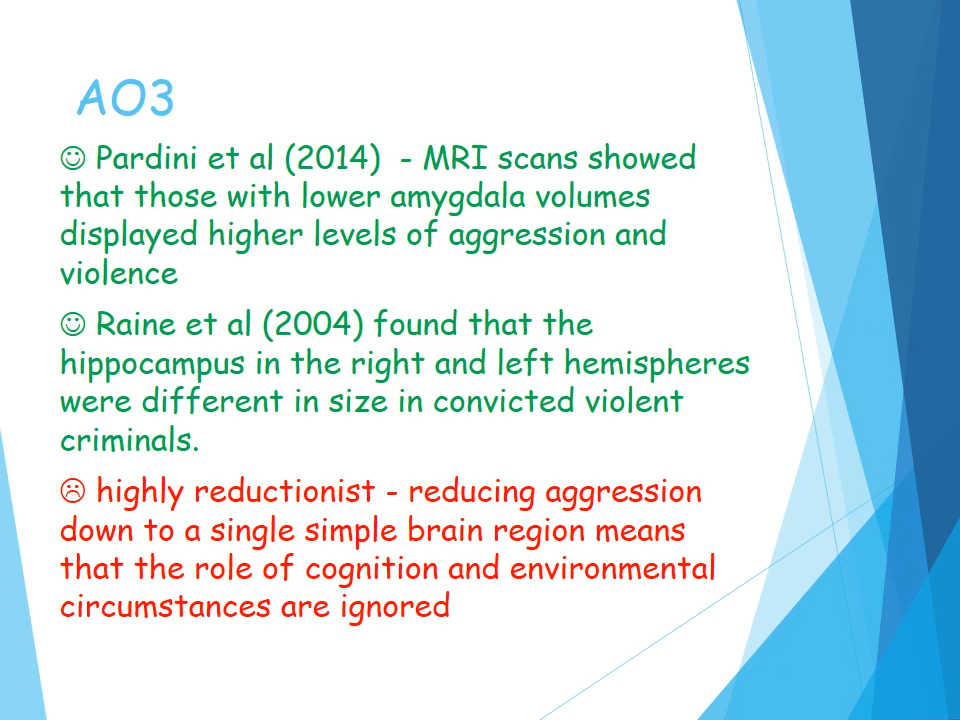 AO3
☺ Pardini et al (2014)  - MRI scans showed
that those with lower amygdala volumes
displayed higher levels of aggression and
violence
☺ Raine et al (2004) found that the
hippocampus in the right and left hemispheres
were different in size in convicted violent
criminals.
☹ highly reductionist - reducing aggression
down to a single simple brain region means
that the role of cognition and environmental
circumstances are ignored